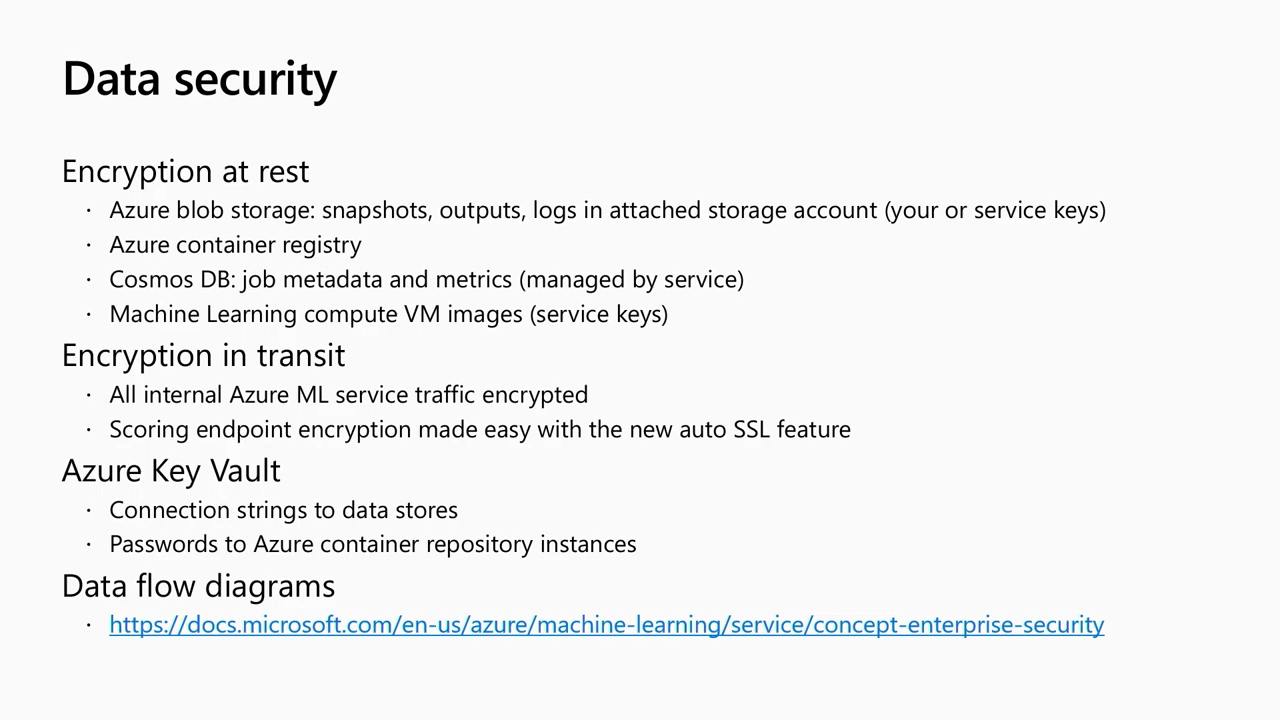 Data security
Encryption at rest
· Azure blob storage: snapshots, outputs, logs in attached storage account (your or service keys)
· Azure container registry
· Cosmos DB: job metadata and metrics (managed by service)
· Machine Learning compute VM images (service keys)
Encryption in transit
· All internal Azure ML service traffic encrypted
· Scoring endpoint encryption made easy with the new auto SSL feature
Azure Key Vault
· Connection strings to data stores
· Passwords to Azure container repository instances
Data flow diagrams
· https://docs.microsoft.com/en-us/azure/machine-learning/service/concept-enterprise-security